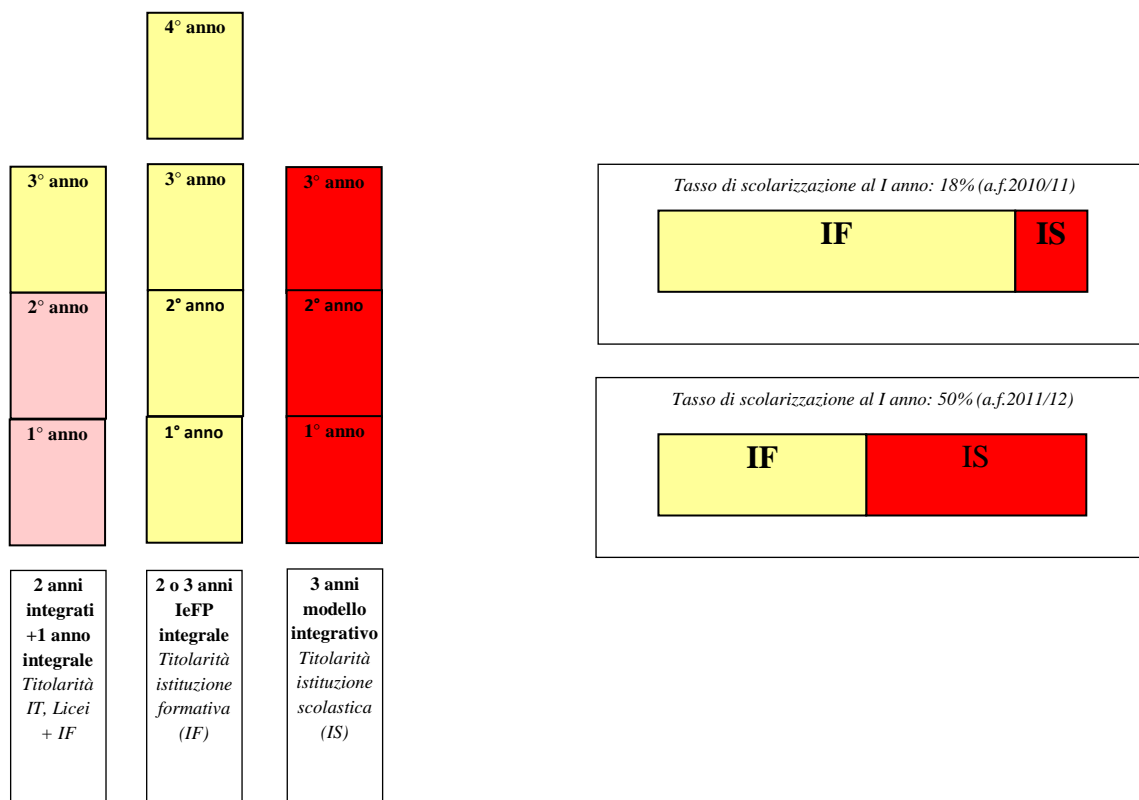 4° anno
3° anno
3° anno
3° anno
2° anno
2° anno
2° anno
1° anno
1° anno
1° anno
2 anni
integrati
+1 anno
integrale
Titolarità
IT, Licei
+ IF
2 o 3 anni
IeFP
integrale
Titolarità
istituzione
formativa
(IF)
3 anni
modello
integrativo
Titolarità
istituzione
scolastica
(IS)
Tasso di scolarizzazione al I anno: 18% (a.f.2010/11)
IF
IS
Tasso di scolarizzazione al I anno: 50% (a.f.2011/12)
IF
IS